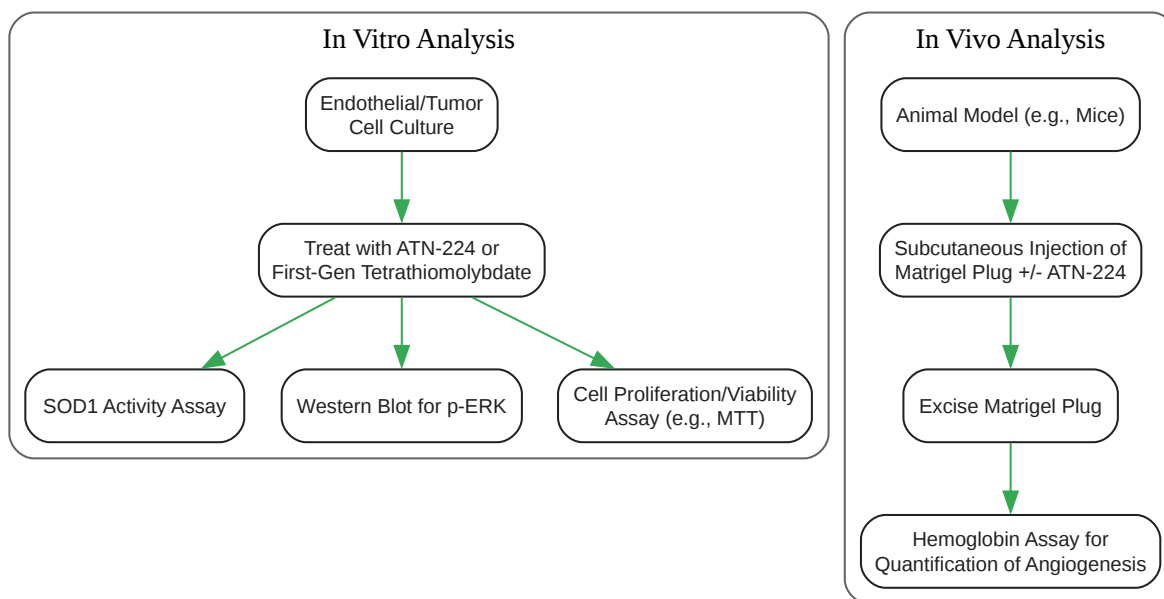 In Vitro Analysis
Endothelial/Tumor
Cell Culture
Treat with ATN-224 or
First-Gen Tetrathiomolybdate
SOD1 Activity Assay
Western Blot for p-ERK
Cell Proliferation/Viability
Assay (e.g., MTT)
In Vivo Analysis
Animal Model (e.g., Mice)
Subcutaneous Injection of
Matrigel Plug +/- ATN-224
Excise Matrigel Plug
Hemoglobin Assay for
Quantification of Angiogenesis